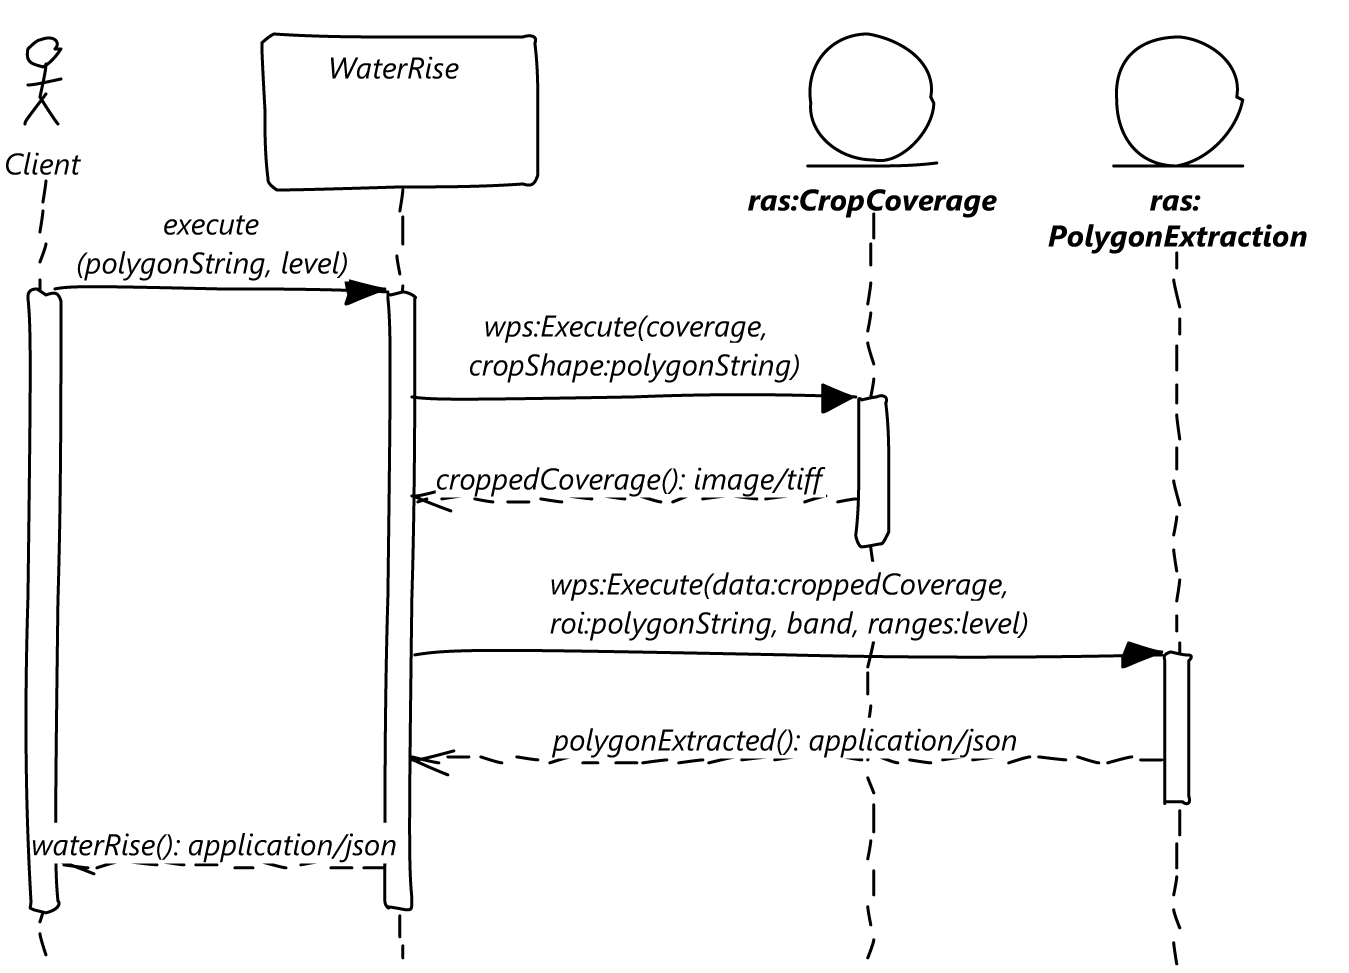 WaterRise
Client
ras:CropCoverage
ras:
PolygonExtraction
execute
(polygonString, level)
wps:Execute(coverage,
cropShape:polygonString)
croppedCoverage(): image/tiff
wps:Execute(data:croppedCoverage,
roi:polygonString, band, ranges:level)
polygonExtracted(): application/json
waterRise(): application/json